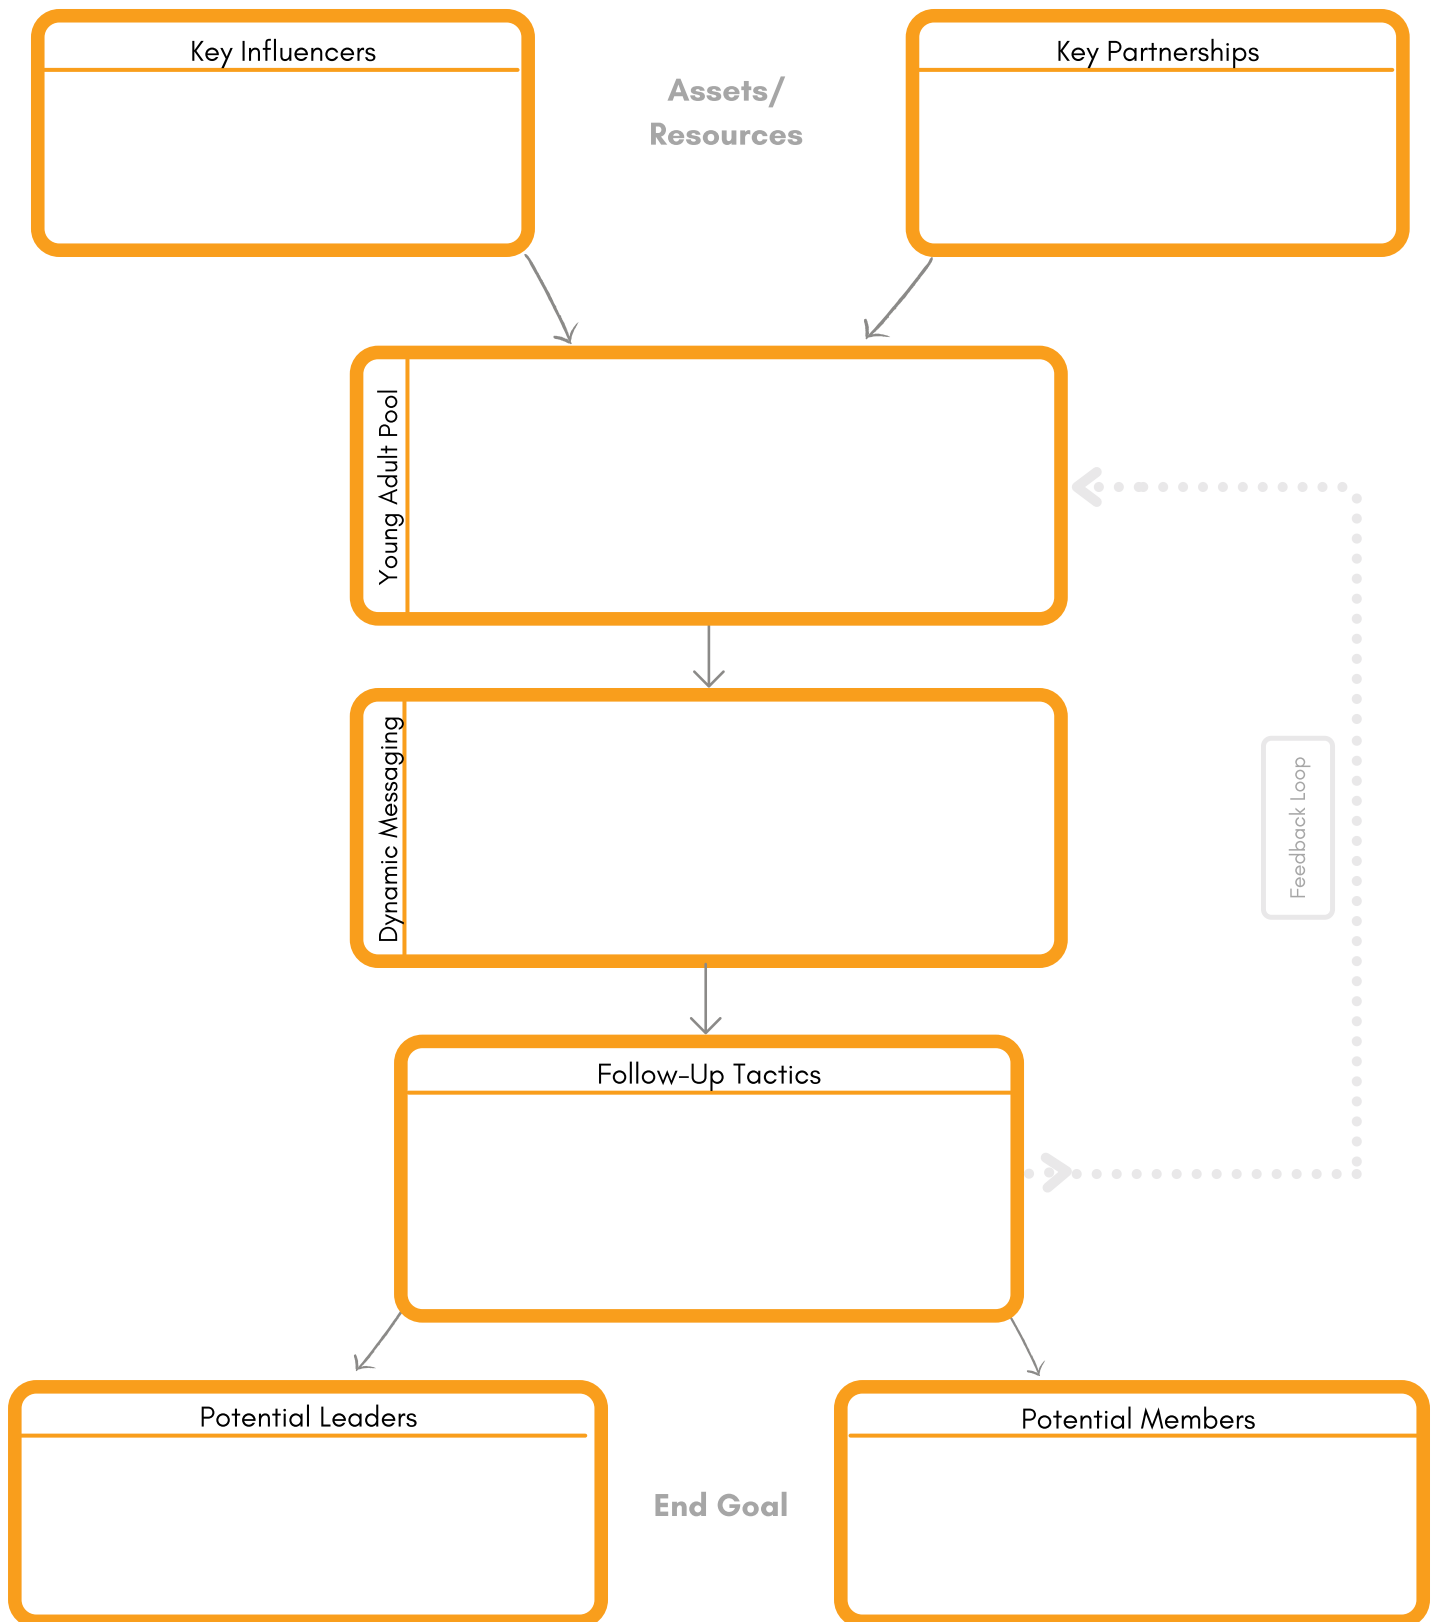 Key Influencers
Assets/
Resources
Key Partnerships
Young Adult Pool
Dynamic Messaging
Feedback Loop
Follow-Up Tactics
Potential Leaders
End Goal
Potential Members